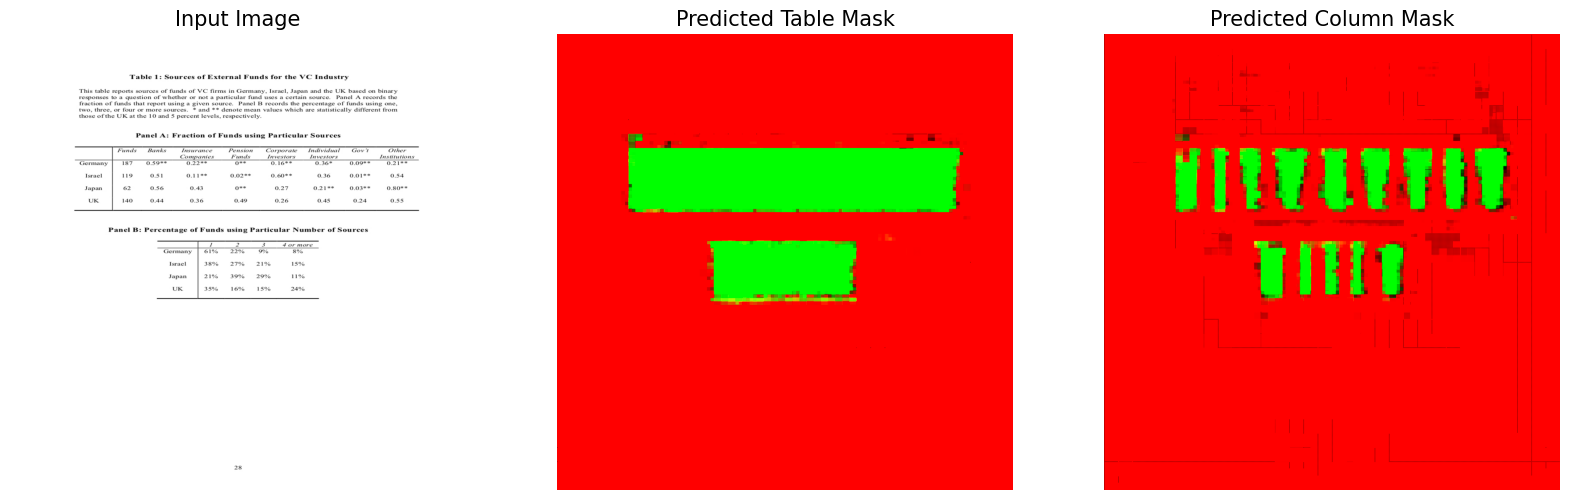 Input Image
Predicted Table Mask
Predicted Column Mask
Table 1: Sources of External Funds for the VC Industry
This table reports sources of funds of VC firms in Germany, Israel, Japan and the UK based on binary
responses to a question of whether or not a particular fund uses a certain source. Panel A records the
fraction of funds that report using a given source. Panel B records the percentage of funds using one,
two, three, or four or more sources. * and ** denote mean values which are statistically different from
those of the UK at the 10 and 5 percent levels, respectively.
Panel A: Fraction of Funds using Particular Sources
Funds Banks Insurance Pension Corporate Individual Gov't Other
Companies Funds Investors Investors Institutions
Germany 187 0.59** 0.22** 0** 0.16** 0.36* 0.09** 0.21**
Israel 119 0.51 0.11** 0.02** 0.60** 0.36 0.01** 0.54
Japan 62 0.56 0.43 0** 0.27 0.21** 0.03** 0.80**
UK 140 0.44 0.36 0.49 0.26 0.45 0.24 0.55
Panel B: Percentage of Funds using Particular Number of Sources
1 2 3 4 or more
Germany 61% 22% 9% 8%
Israel 38% 27% 21% 15%
Japan 21% 39% 29% 11%
UK 35% 16% 15% 24%
28